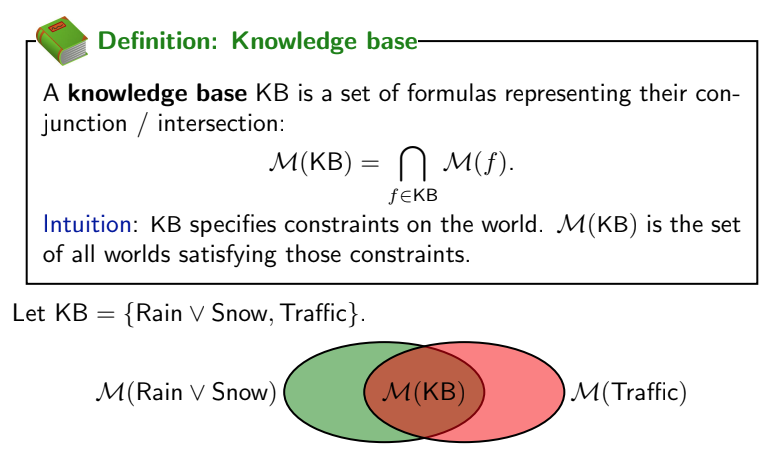 Definition: Knowledge base
A knowledge base KB is a set of formulas representing their con-
junction / intersection:
ℳ(KB) = ⋂ ℳ(f).
f∈KB
Intuition: KB specifies constraints on the world. ℳ(KB) is the set
of all worlds satisfying those constraints.
Let KB = {Rain ∨ Snow, Traffic}.
ℳ(Rain ∨ Snow) ℳ(KB) ℳ(Traffic)